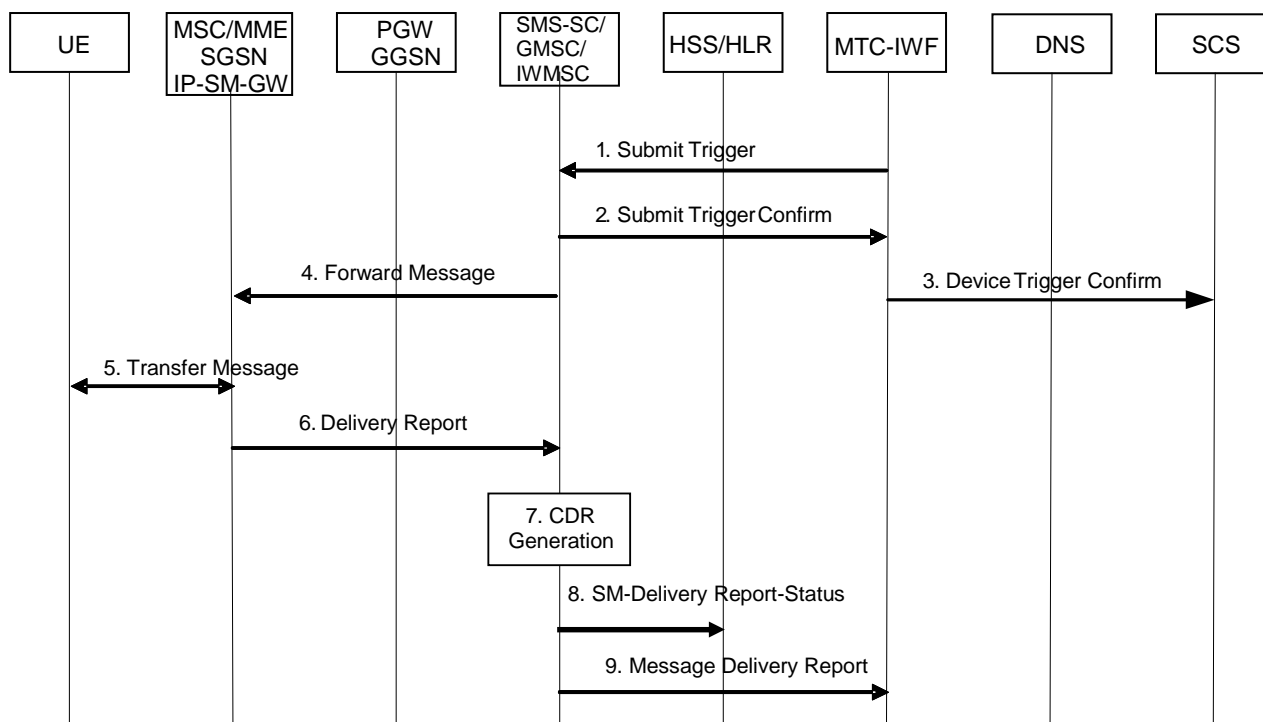 UE
MSC/MME
SGSN
IP-SM-GW
PGW
GGSN
SMS-SC/
GMSC/
IWMSC
HSS/HLR
MTC-IWF
DNS
SCS
1. Submit Trigger
2. Submit Trigger Confirm
4. Forward Message
3. Device Trigger Confirm
5. Transfer Message
6. Delivery Report
7. CDR
Generation
8. SM-Delivery Report-Status
9. Message Delivery Report